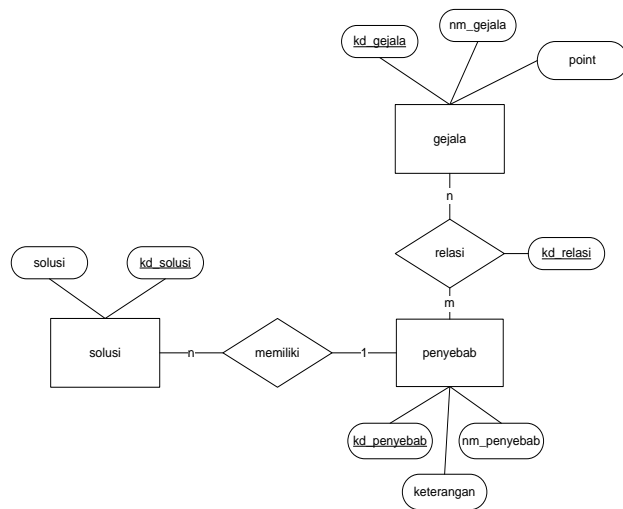 nm_gejala
kd_gejala
point
gejala
n
relasi
kd_relasi
solusi
kd_solusi
m
solusi
n
memiliki
1
penyebab
kd_penyebab
nm_penyebab
keterangan